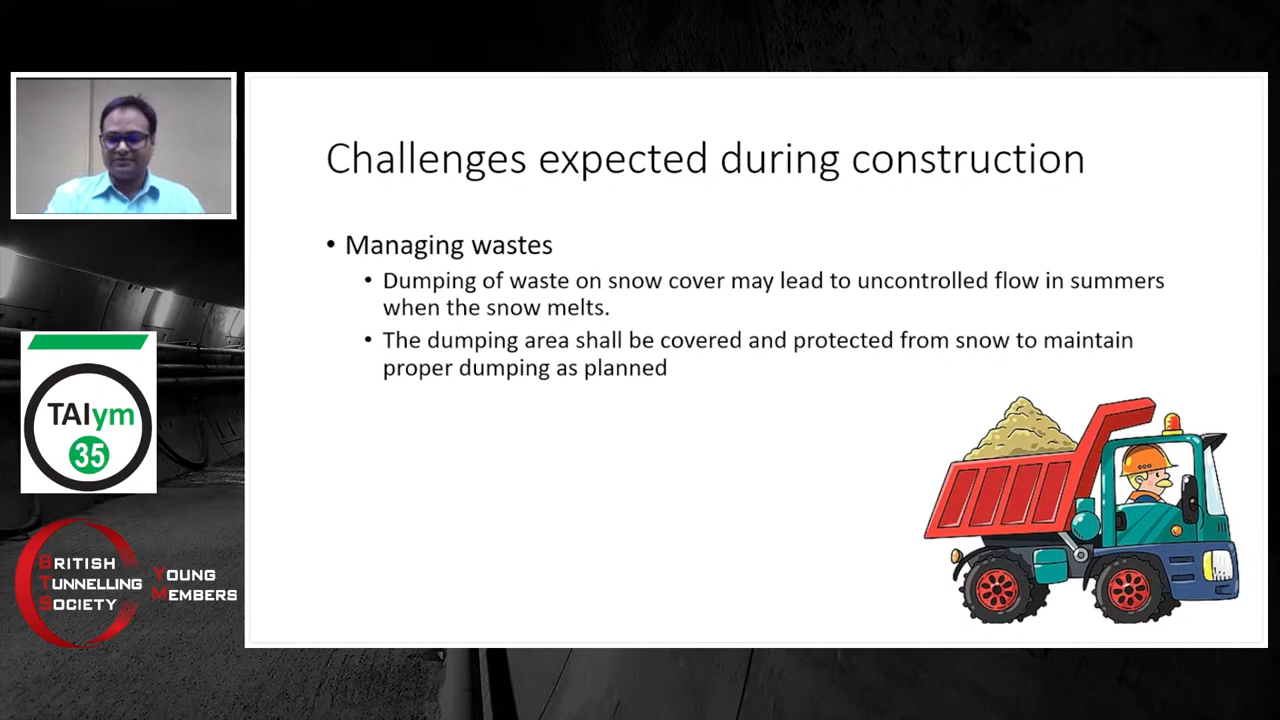 Challenges expected during construction
• Managing wastes
• Dumping of waste on snow cover may lead to uncontrolled flow in summers
when the snow melts.
• The dumping area shall be covered and protected from snow to maintain
proper dumping as planned
TAIym
35
BRITISH
TUNNELLING
SOCIETY
YOUNG
MEMBERS